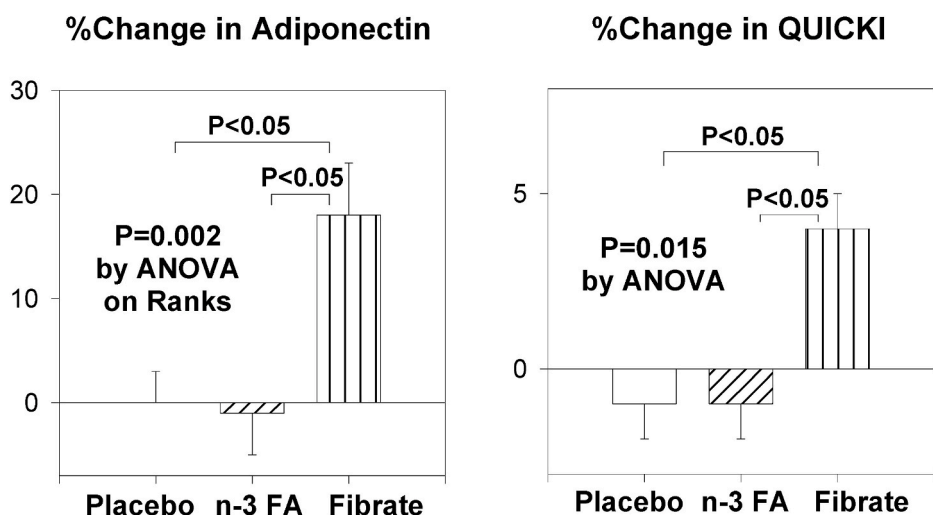 %Change in Adiponectin
30
20
10
0
P<0.05
P<0.05
P=0.002
by ANOVA
on Ranks
Placebo n-3 FA Fibrate
%Change in QUICKI
5
0
P<0.05
P<0.05
P=0.015
by ANOVA
Placebo n-3 FA Fibrate